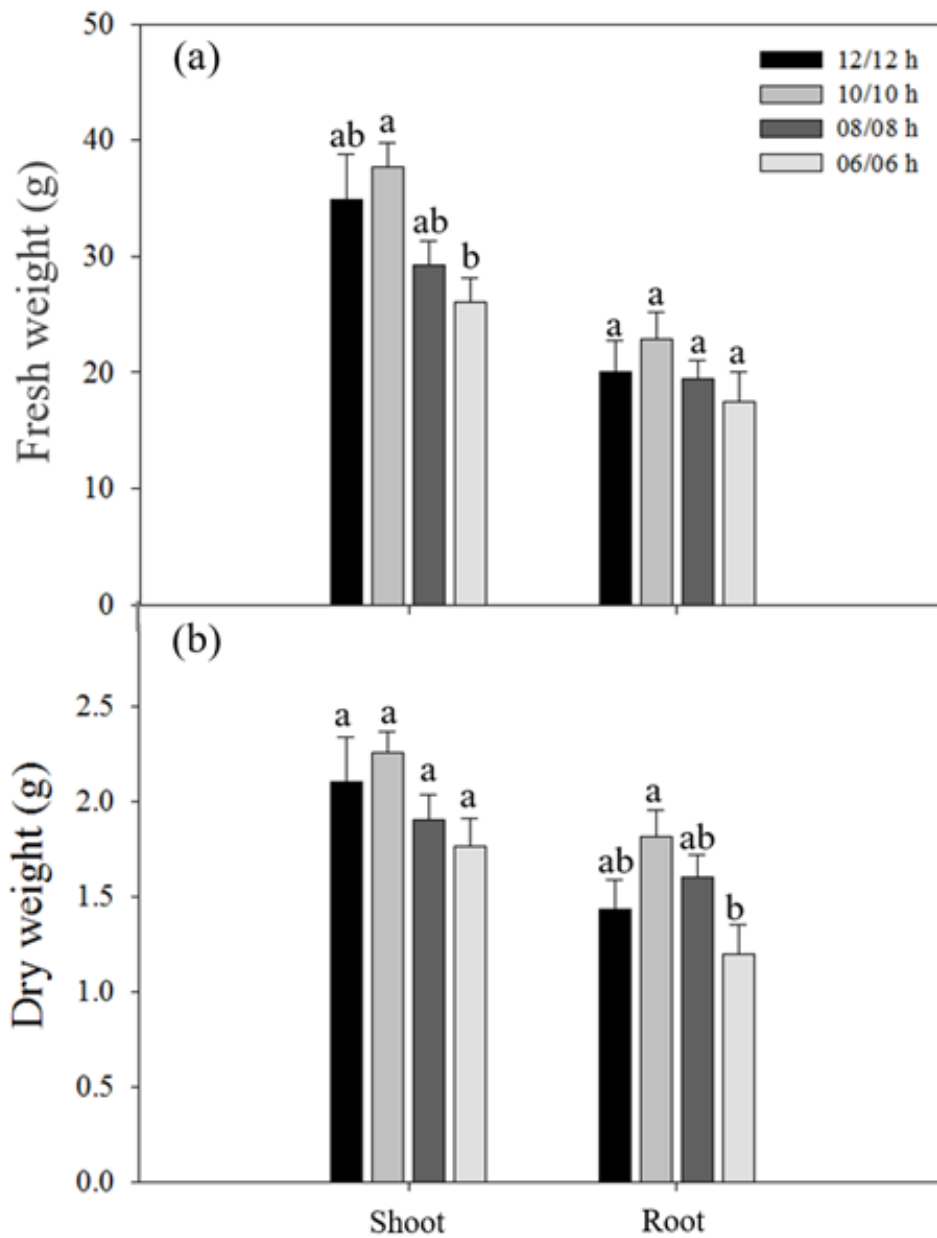 50
(a)
12/12 h
10/10 h
08/08 h
06/06 h
40
ab
a
ab
b
30
a
a
a
a
20
10
0
Fresh weight (g)
(b)
2.5
a
a
a
a
2.0
ab
a
ab
b
1.5
1.0
0.5
0.0
Dry weight (g)
Shoot
Root